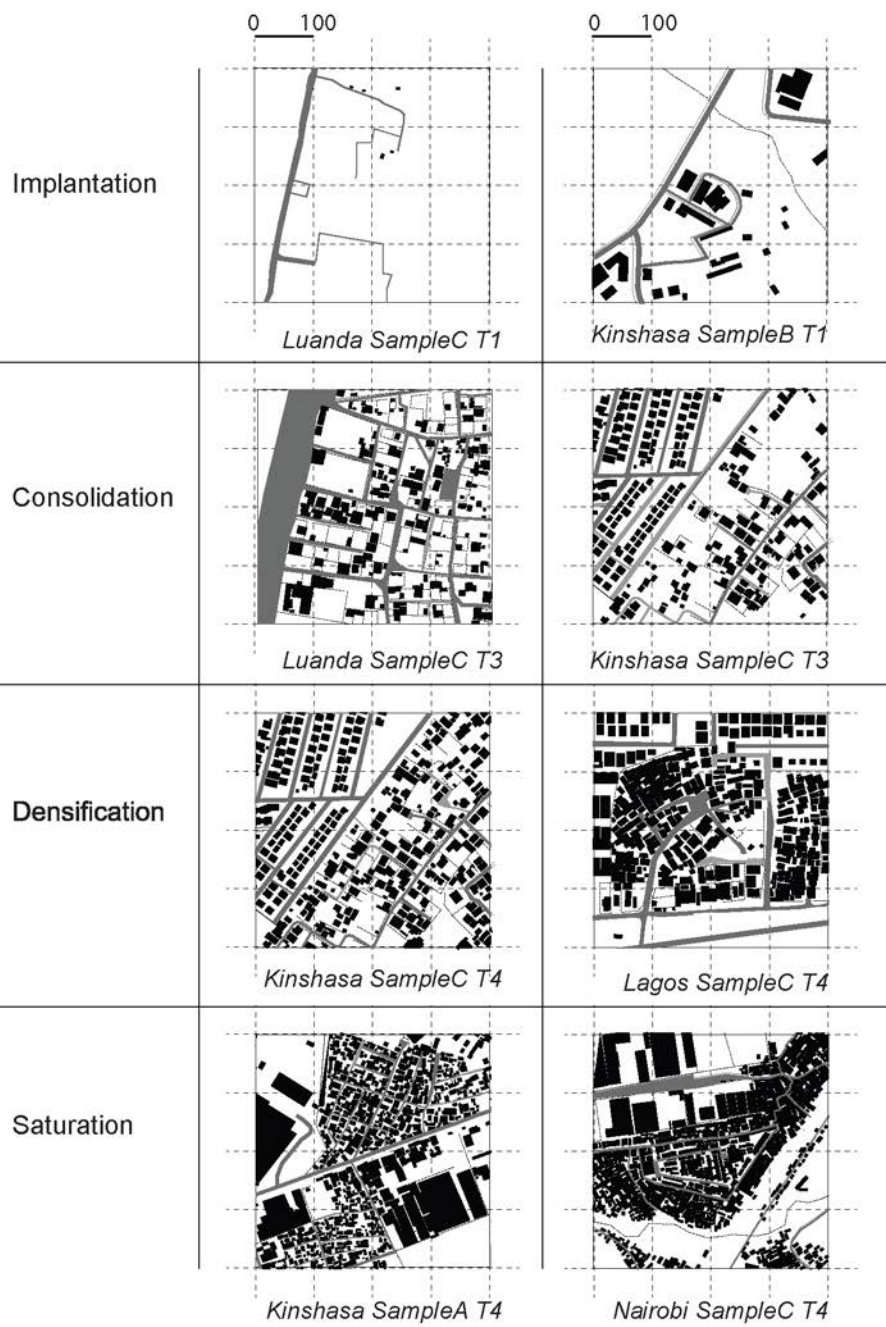 0 100 0 100
Implantation
Luanda SampleC T1 Kinshasa SampleB T1
Consolidation
Luanda SampleC T3 Kinshasa SampleC T3
Densification
Kinshasa SampleC T4 Lagos SampleC T4
Saturation
Kinshasa SampleA T4 Nairobi SampleC T4